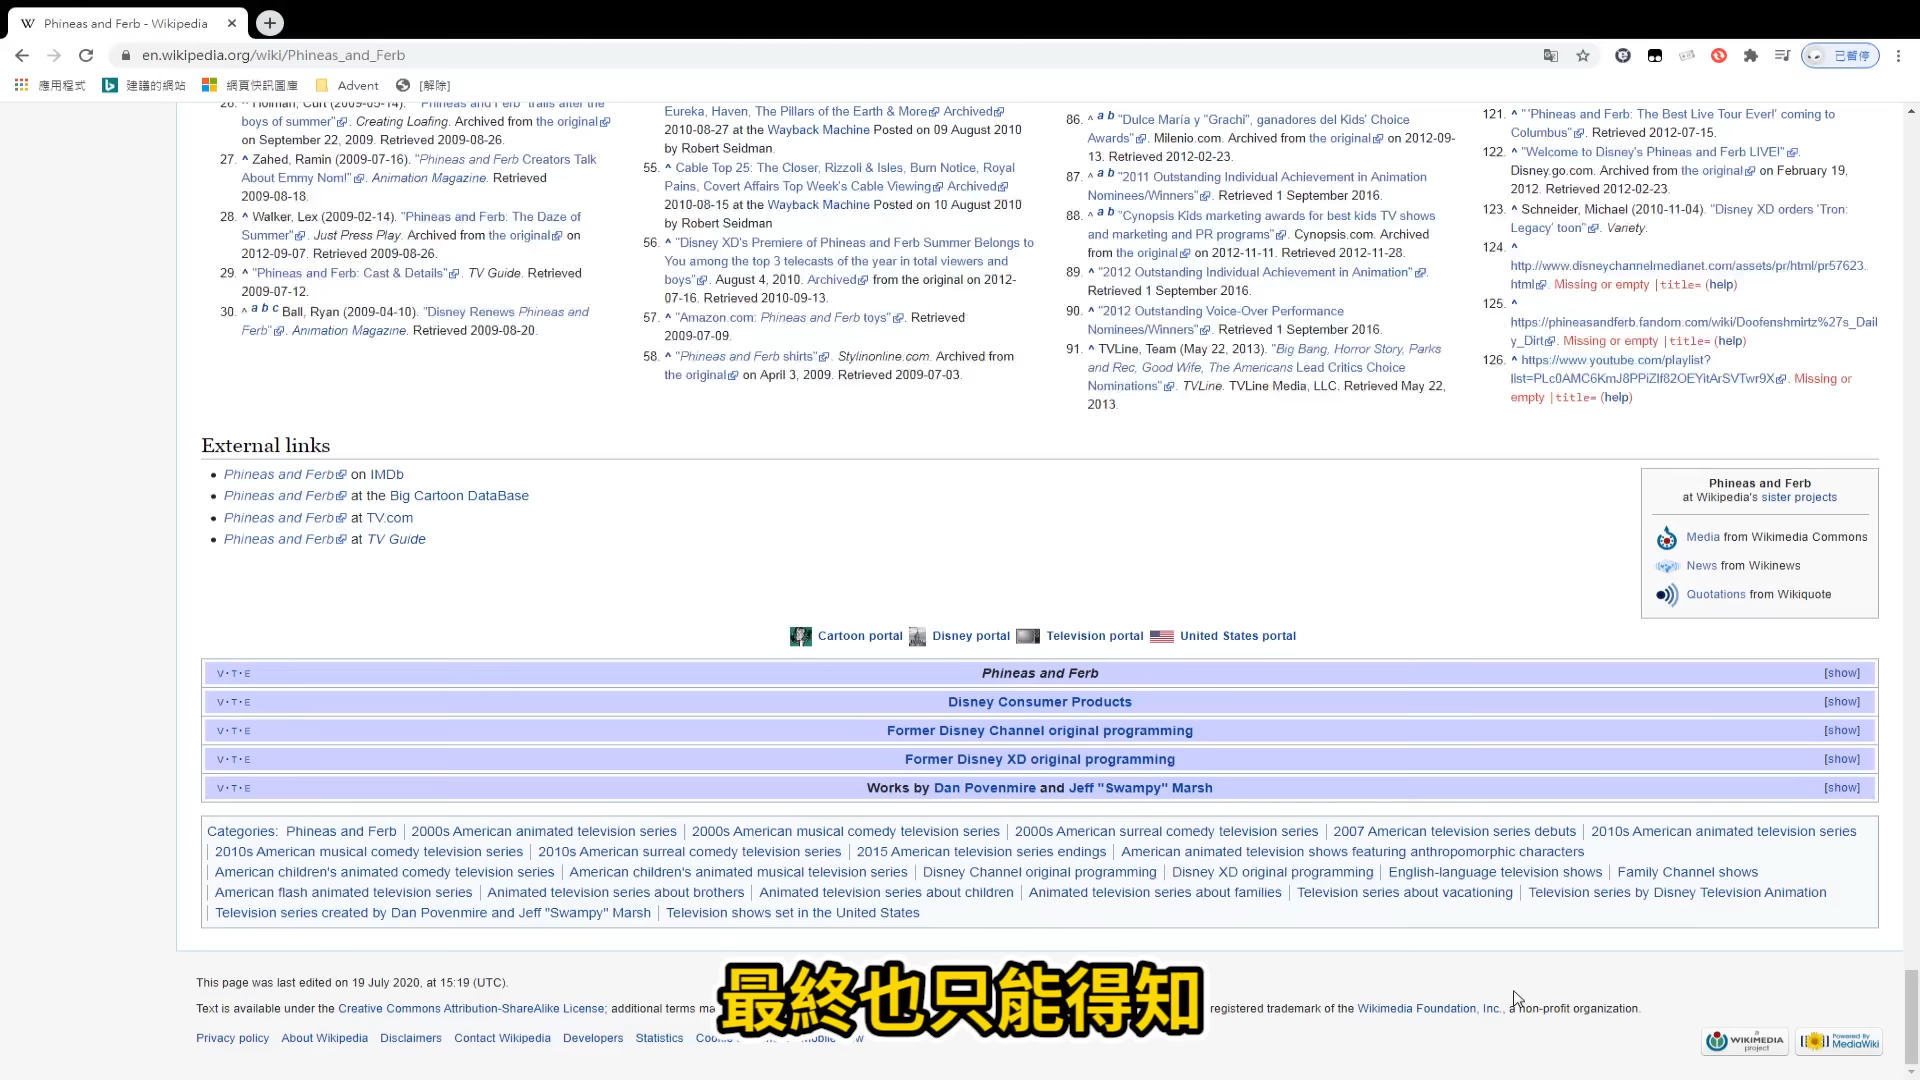 Phineas and Ferb - Wikipedia
en.wikipedia.org/wiki/Phineas_and_Ferb
已暫停
應用程式
建議的網站
網頁快訊圖庫
Advent
[解除]
26. ^ Holman, Curt (2009-05-14). "Phineas and Ferb trails after the
boys of summer". Creating Loafing. Archived from the original
on September 22, 2009. Retrieved 2009-08-26.
27. ^ Zahed, Ramin (2009-07-16). "Phineas and Ferb Creators Talk
About Emmy Nom!". Animation Magazine. Retrieved
2009-08-18.
28. ^ Walker, Lex (2009-02-14). "Phineas and Ferb: The Daze of
Summer". Just Press Play. Archived from the original on
2012-09-07. Retrieved 2009-08-26.
29. ^ "Phineas and Ferb: Cast & Details". TV Guide. Retrieved
2009-07-12.
30. ^ a b c Ball, Ryan (2009-04-10). "Disney Renews Phineas and
Ferb". Animation Magazine. Retrieved 2009-08-20.
Eureka, Haven, The Pillars of the Earth & More Archived
2010-08-27 at the Wayback Machine Posted on 09 August 2010
by Robert Seidman.
55. ^ Cable Top 25: The Closer, Rizzoli & Isles, Burn Notice, Royal
Pains, Covert Affairs Top Week's Cable Viewing Archived
2010-08-15 at the Wayback Machine Posted on 10 August 2010
by Robert Seidman
56. ^ "Disney XD's Premiere of Phineas and Ferb Summer Belongs to
You among the top 3 telecasts of the year in total viewers and
boys". August 4, 2010. Archived from the original on 2012-
07-16. Retrieved 2010-09-13.
57. ^ "Amazon.com: Phineas and Ferb toys". Retrieved
2009-07-09.
58. ^ "Phineas and Ferb shirts". Stylinonline.com. Archived from
the original on April 3, 2009. Retrieved 2009-07-03.
86. ^ a b "Dulce María y "Grachi", ganadores del Kids' Choice
Awards". Milenio.com. Archived from the original on 2012-09-
13. Retrieved 2012-02-23.
87. ^ a b "2011 Outstanding Individual Achievement in Animation
Nominees/Winners". Retrieved 1 September 2016.
88. ^ a b "Cynopsis Kids marketing awards for best kids TV shows
and marketing and PR programs". Cynopsis.com. Archived
from the original on 2012-11-11. Retrieved 2012-11-28.
89. ^ "2012 Outstanding Individual Achievement in Animation".
Retrieved 1 September 2016.
90. ^ "2012 Outstanding Voice-Over Performance
Nominees/Winners". Retrieved 1 September 2016.
91. ^ TVLine, Team (May 22, 2013). "Big Bang, Horror Story, Parks
and Rec, Good Wife, The Americans Lead Critics Choice
Nominations". TVLine. TVLine Media, LLC. Retrieved May 22,
2013.
121. ^ "'Phineas and Ferb: The Best Live Tour Ever!' coming to
Columbus". Retrieved 2012-07-15.
122. ^ "Welcome to Disney's Phineas and Ferb LIVE!".
Disney.go.com. Archived from the original on February 19,
2012. Retrieved 2012-02-23.
123. ^ Schneider, Michael (2010-11-04). "Disney XD orders 'Tron:
Legacy' toon". Variety.
124. ^
http://www.disneychannelmedianet.com/assets/pr/html/pr57623.
html. Missing or empty |title= (help)
125. ^
https://phineasandferb.fandom.com/wiki/Doofenshmirtz%27s_Dail
y_Dirt. Missing or empty |title= (help)
126. ^ https://www.youtube.com/playlist?
list=PLc0AMC6KmJ8PPiZlf82OEYitArSVTwr9X. Missing or
empty |title= (help)
External links
• Phineas and Ferb on IMDb
• Phineas and Ferb at the Big Cartoon DataBase
• Phineas and Ferb at TV.com
• Phineas and Ferb at TV Guide
Phineas and Ferb
at Wikipedia's sister projects
Media from Wikimedia Commons
News from Wikinews
Quotations from Wikiquote
Cartoon portal Disney portal Television portal United States portal
V·T·E Phineas and Ferb [show]
V·T·E Disney Consumer Products [show]
V·T·E Former Disney Channel original programming [show]
V·T·E Former Disney XD original programming [show]
V·T·E Works by Dan Povenmire and Jeff "Swampy" Marsh [show]
Categories: Phineas and Ferb | 2000s American animated television series | 2000s American musical comedy television series | 2000s American surreal comedy television series | 2007 American television series debuts | 2010s American animated television series
| 2010s American musical comedy television series | 2010s American surreal comedy television series | 2015 American television series endings | American animated television shows featuring anthropomorphic characters
| American children's animated comedy television series | American children's animated musical television series | Disney Channel original programming | Disney XD original programming | English-language television shows | Family Channel shows
| American flash animated television series | Animated television series about brothers | Animated television series about children | Animated television series about families | Television series about vacationing | Television series by Disney Television Animation
| Television series created by Dan Povenmire and Jeff "Swampy" Marsh | Television shows set in the United States
This page was last edited on 19 July 2020, at 15:19 (UTC).
Text is available under the Creative Commons Attribution-ShareAlike License; additional terms registered trademark of the Wikimedia Foundation, Inc., a non-profit organization.
最終也只能得知
Privacy policy About Wikipedia Disclaimers Contact Wikipedia Developers Statistics
a WIKIMEDIA project
Powered By MediaWiki